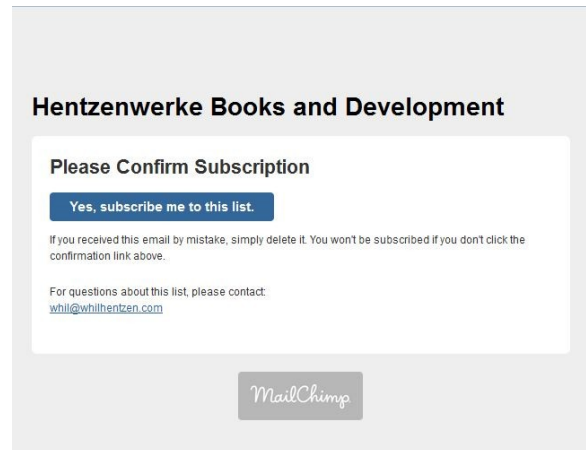 Hentzenwerke Books and Development
Please Confirm Subscription
Yes, subscribe me to this list.
If you received this email by mistake, simply delete it. You won't be subscribed if you don't click the
confirmation link above.
For questions about this list, please contact:
whil@whilhentzen.com
MailChimp